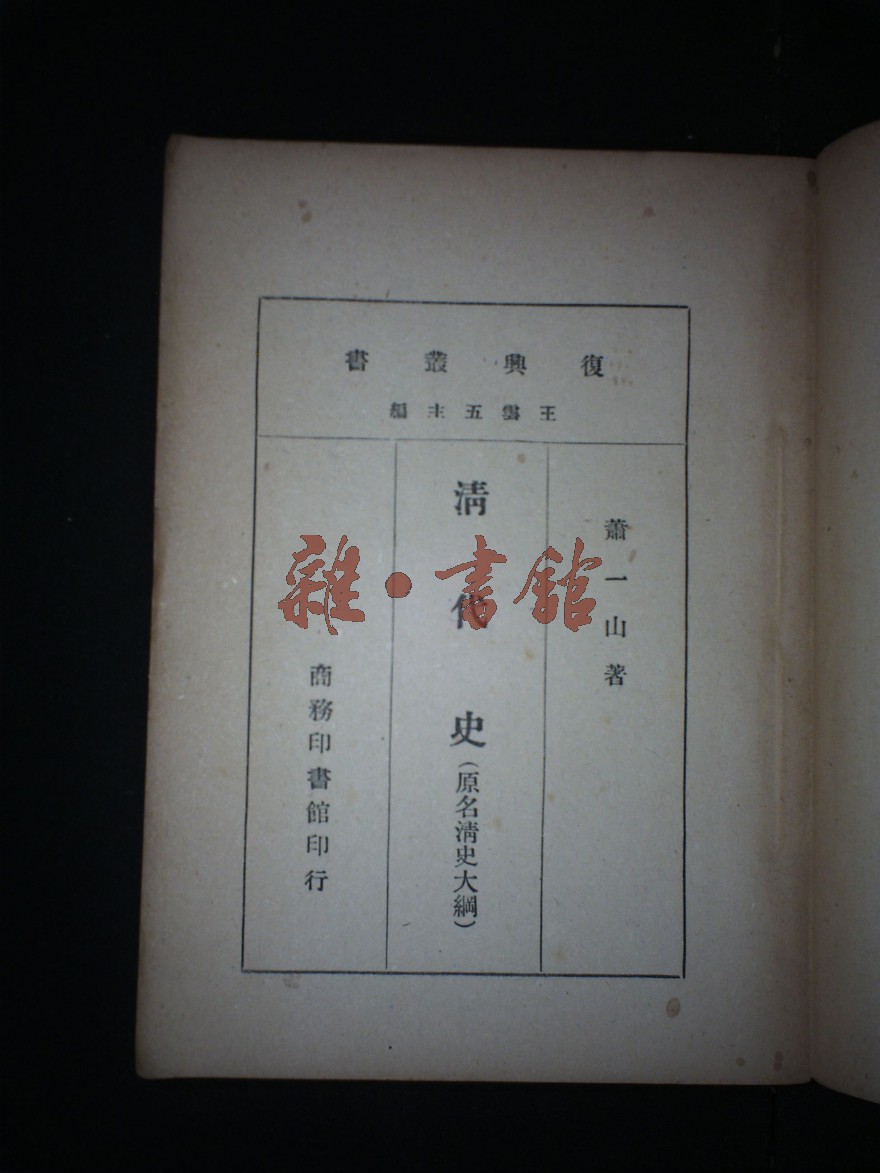 復興叢書
王雲五主編
蕭一山著
清代史(原名清史大綱)
商務印書館印行
雜·書館